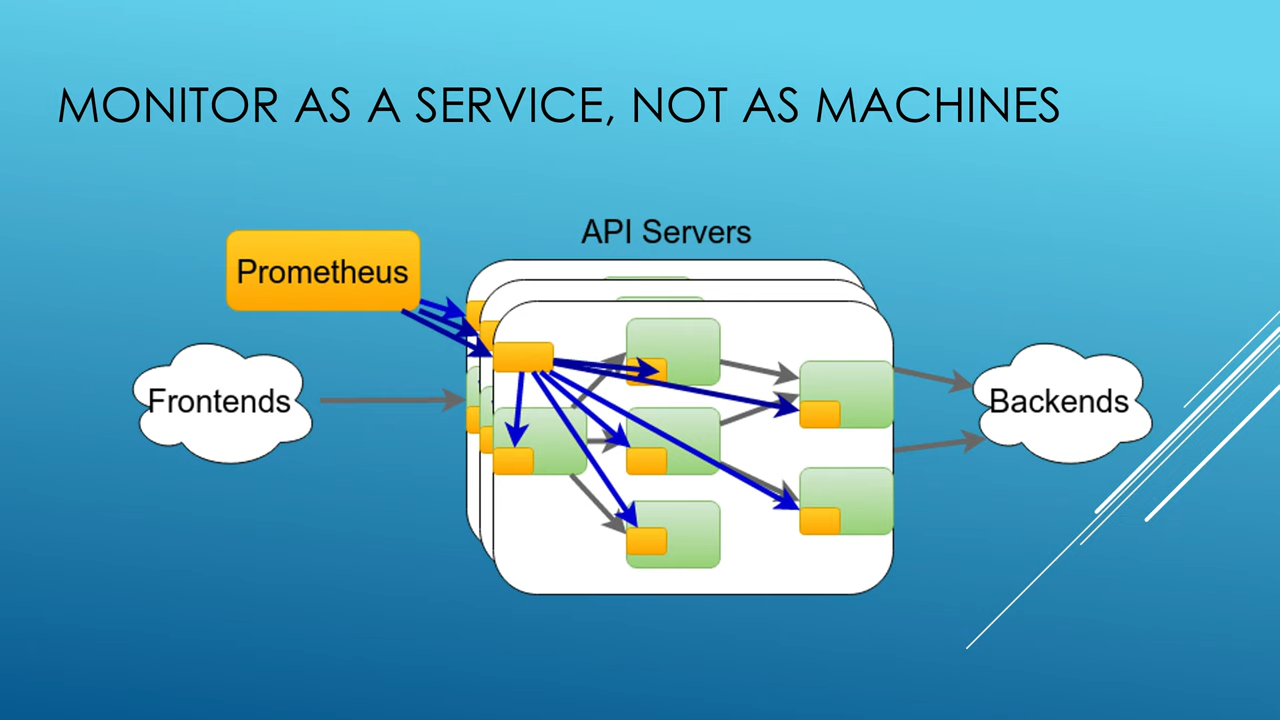 MONITOR AS A SERVICE, NOT AS MACHINES
API Servers
Prometheus
Frontends
Backends